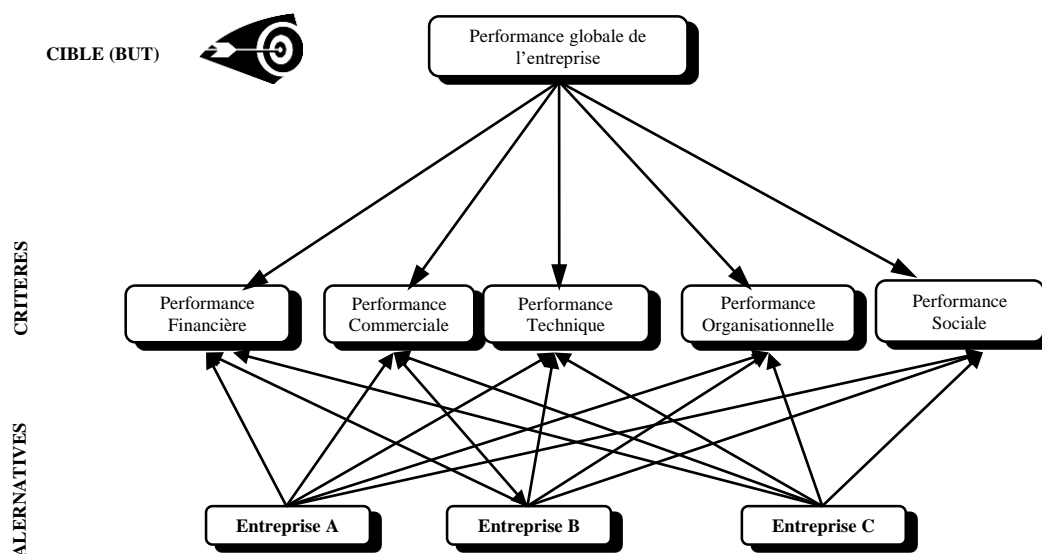 CIBLE (BUT)
Performance globale de
l'entreprise
CRITERES
Performance
Financière
Performance
Commerciale
Performance
Technique
Performance
Organisationnelle
Performance
Sociale
ALERNATIVES
Entreprise A
Entreprise B
Entreprise C